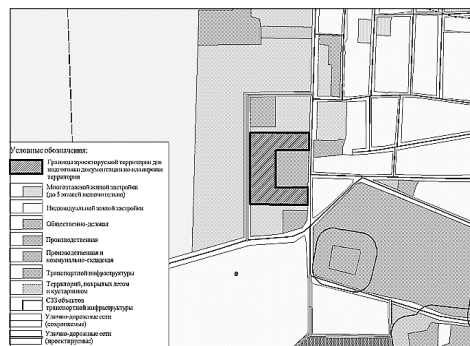 Условные обозначения:
Границы проектируемой территории для
подготовки документации по планировке
территории
Многоэтажной жилой застройки
(до 5 этажей включительно)
Индивидуальной жилой застройки
Общественно-деловая
Производственная
Производственная и
коммунально-складская
Транспортной инфраструктуры
Территорий, покрытых лесом
и кустарником
СЗЗ объектов
транспортной инфраструктуры
Улично-дорожные сети
(сохраняемые)
Улично-дорожные сети
(проектируемые)